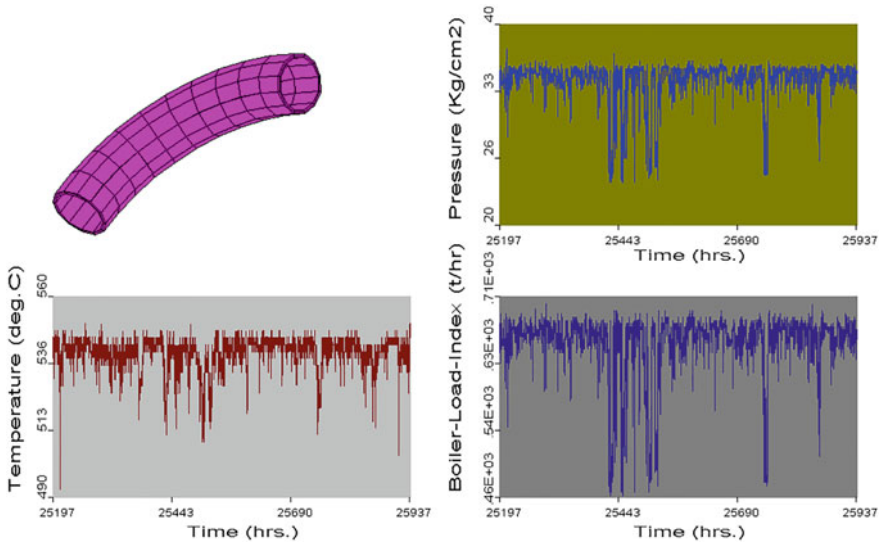 40
33
26
20
Pressure (Kg/cm2)
25197 25443 25690 25937
Time (hrs.)
560
536
513
490
Temperature (deg.C)
25197 25443 25690 25937
Time (hrs.)
.71E+03
.63E+03
.54E+03
.46E+03
Boiler-Load-Index (t/hr)
25197 25443 25690 25937
Time (hrs.)